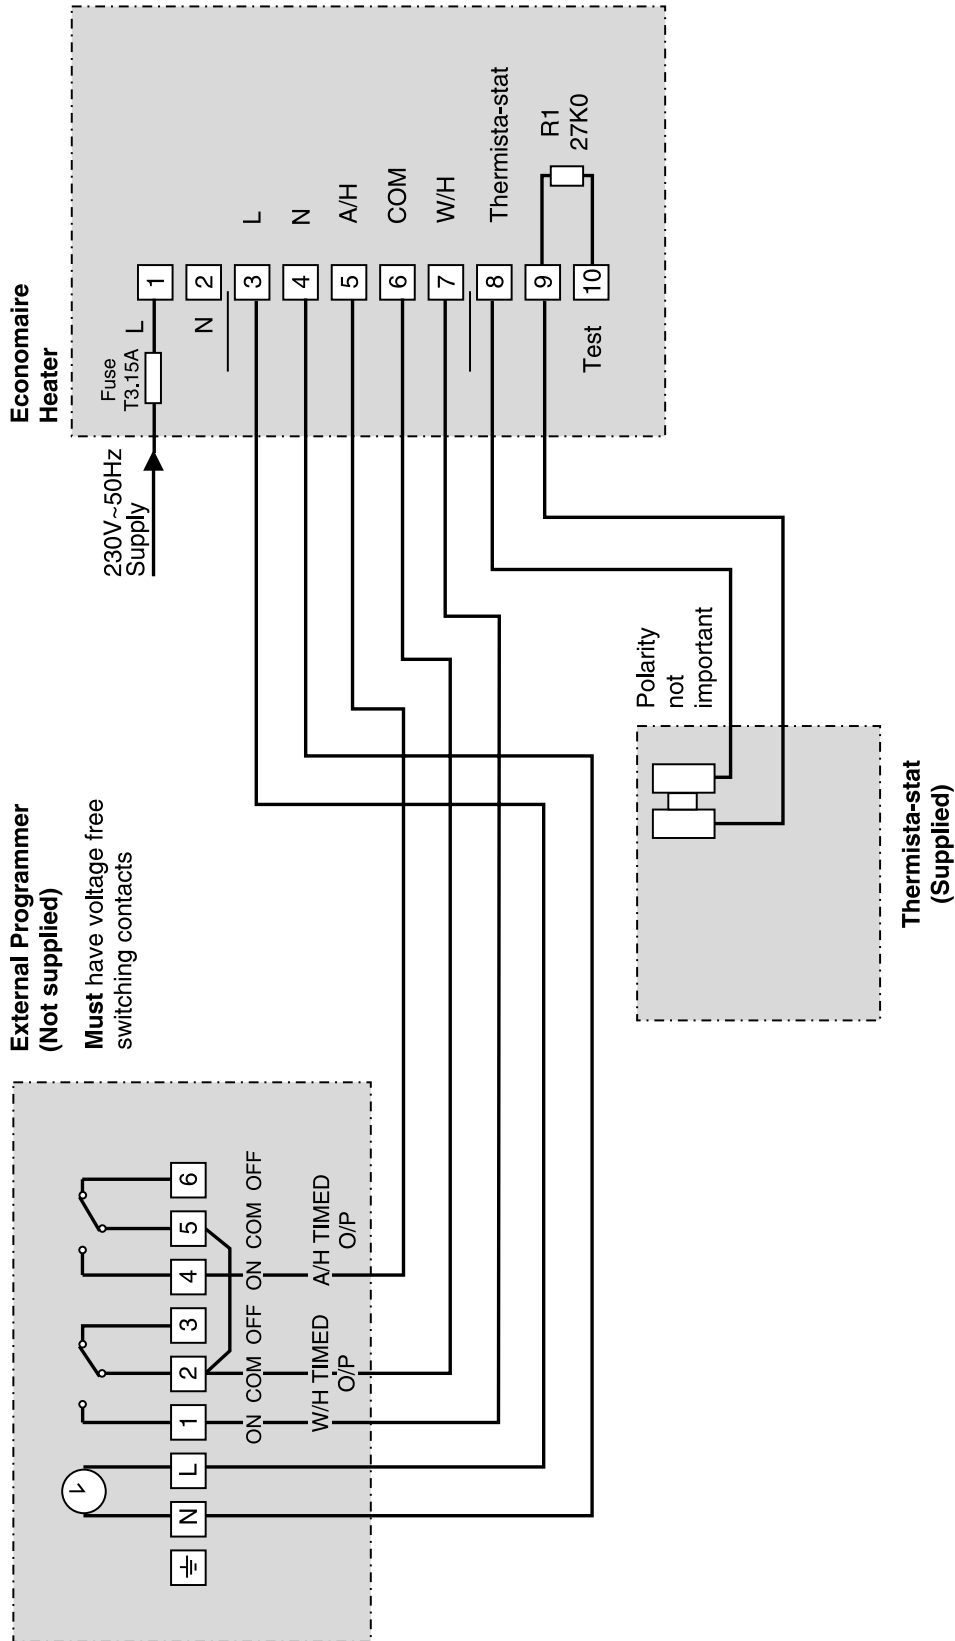 External Programmer
(Not supplied)
Must have voltage free
switching contacts
N
L
1
2
3
4
5
6
ON COM OFF
ON COM OFF
W/H TIMED
O/P
A/H TIMED
O/P
Economaire
Heater
230V~50Hz
Supply
Fuse
T3.15A
L
N
1
2
3
4
5
6
7
8
9
10
L
N
A/H
COM
W/H
Thermista-stat
Test
R1
27K0
Polarity
not
important
Thermista-stat
(Supplied)